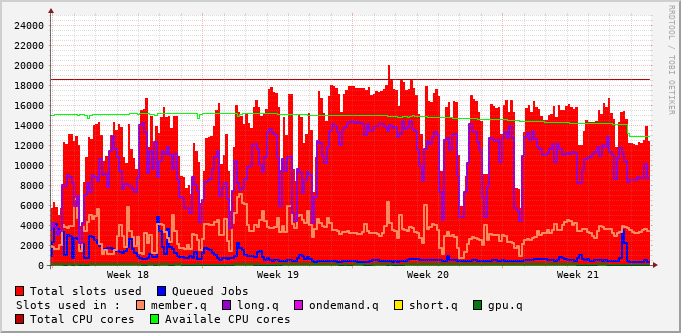 24000
22000
20000
18000
16000
14000
12000
10000
8000
6000
4000
2000
0
Week 18 Week 19 Week 20 Week 21
Total slots used Queued Jobs
Slots used in : member.q long.q ondemand.q short.q gpu.q
Total CPU cores Availale CPU cores
RRDTOOL / TOBI OETIKER